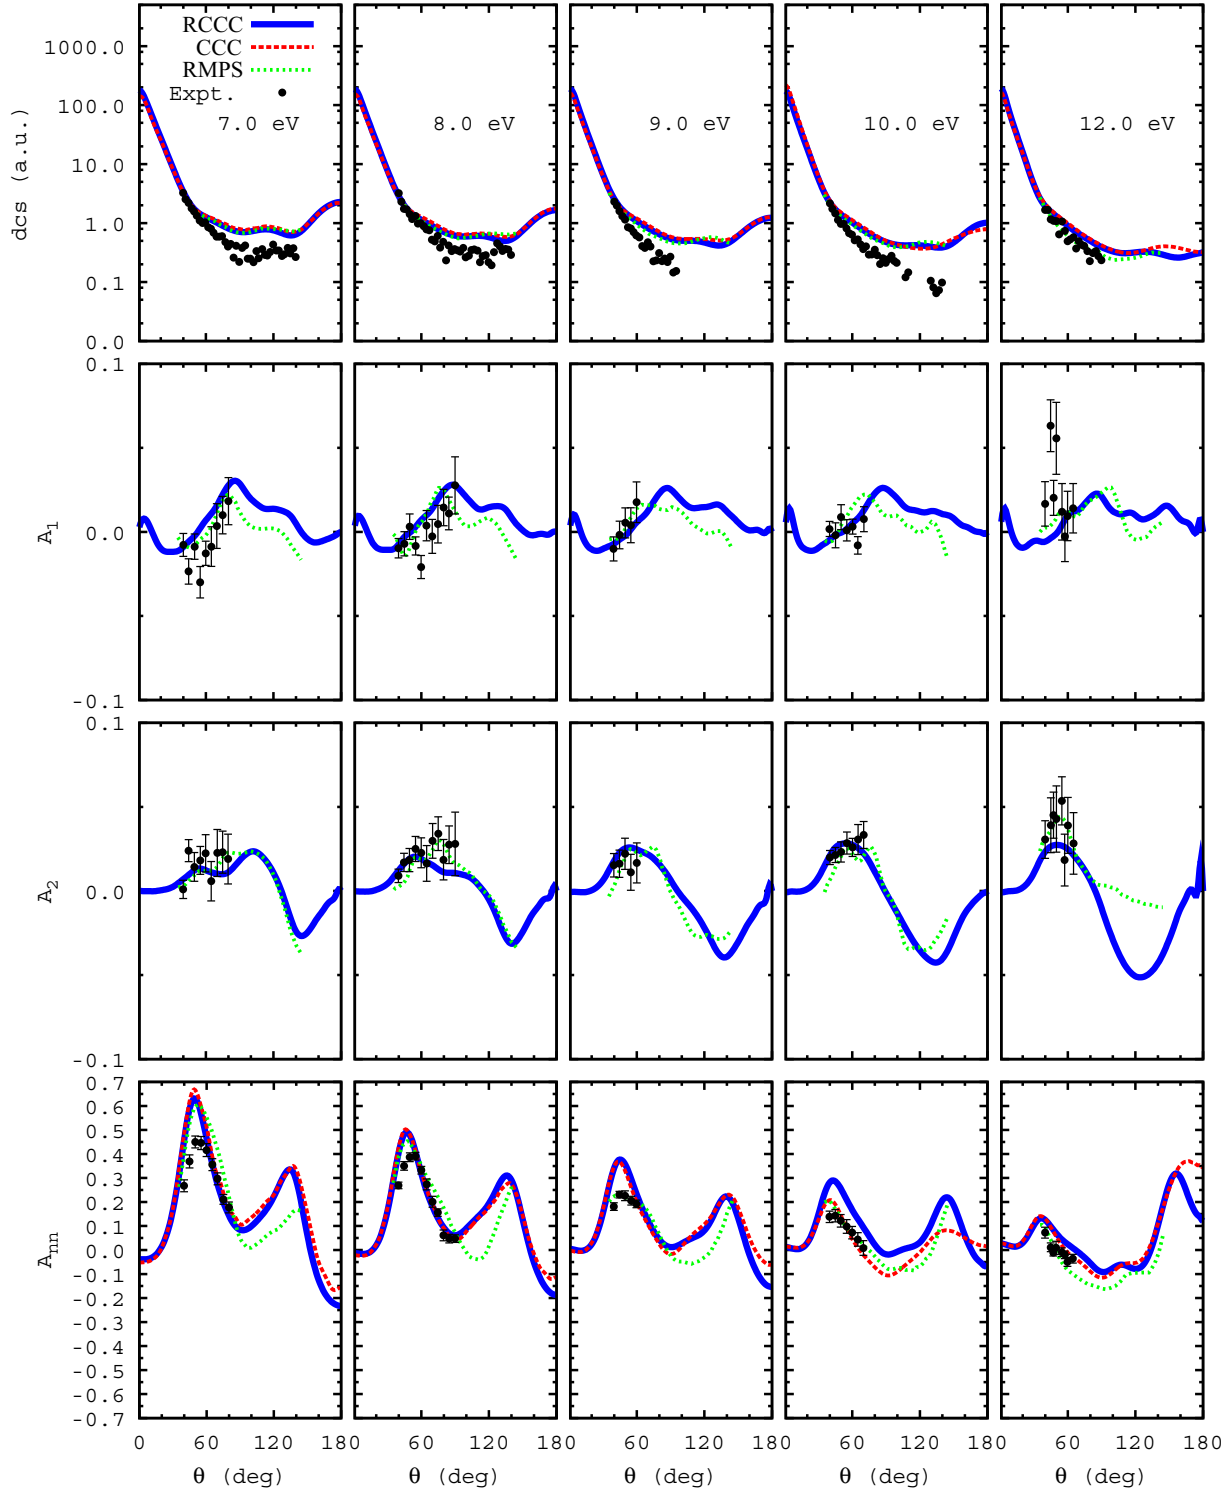 RCCC
CCC
RMPS
Expt.
7.0 eV
8.0 eV
9.0 eV
10.0 eV
12.0 eV
dcs (a.u.)
1000.0
100.0
10.0
1.0
0.1
0.0
A1
0.1
0.0
-0.1
A2
0.1
0.0
-0.1
Ann
0.7
0.6
0.5
0.4
0.3
0.2
0.1
0.0
-0.1
-0.2
-0.3
-0.4
-0.5
-0.6
-0.7
0 60 120 180 60 120 180 60 120 180 60 120 180 60 120 180
θ (deg) θ (deg) θ (deg) θ (deg) θ (deg)